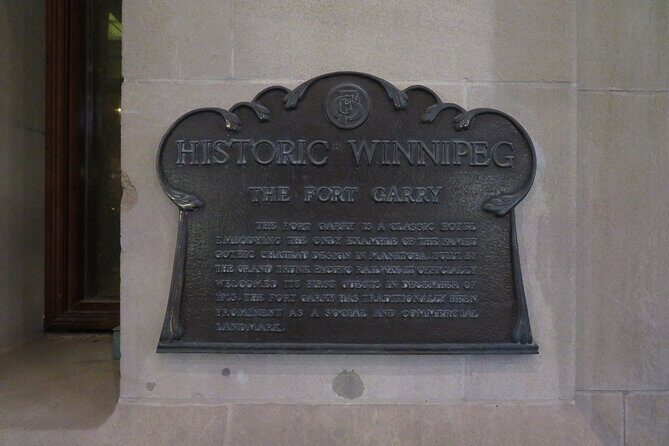 HISTORIC WINNIPEG
THE FORT GARRY
THE FORT GARRY IS A CLASSIC HOTEL
EMBODYING THE ONLY EXAMPLE OF THE FAMED
GOTHIC CHATEAU DESIGN IN MANITOBA. BUILT BY
THE GRAND TRUNK PACIFIC RAILWAY IT OFFICIALLY
WELCOMED ITS FIRST GUESTS IN DECEMBER OF
1913. THE FORT GARRY HAS TRADITIONALLY BEEN
PROMINENT AS A SOCIAL AND COMMERCIAL
LANDMARK.